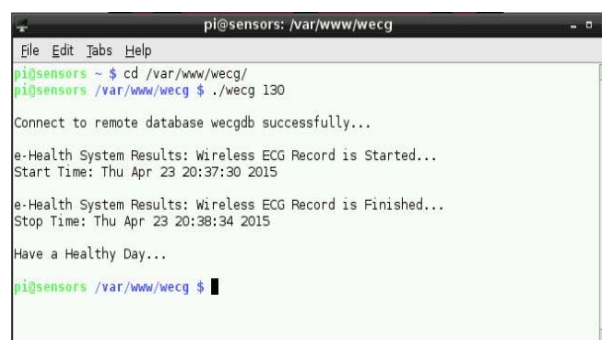 pi@sensors: /var/www/wecg
File Edit Tabs Help
pi@sensors ~ $ cd /var/www/wecg/
pi@sensors /var/www/wecg $ ./wecg 130
Connect to remote database wecgdb successfully...
e-Health System Results: Wireless ECG Record is Started...
Start Time: Thu Apr 23 20:37:30 2015
e-Health System Results: Wireless ECG Record is Finished...
Stop Time: Thu Apr 23 20:38:34 2015
Have a Healthy Day...
pi@sensors /var/www/wecg $